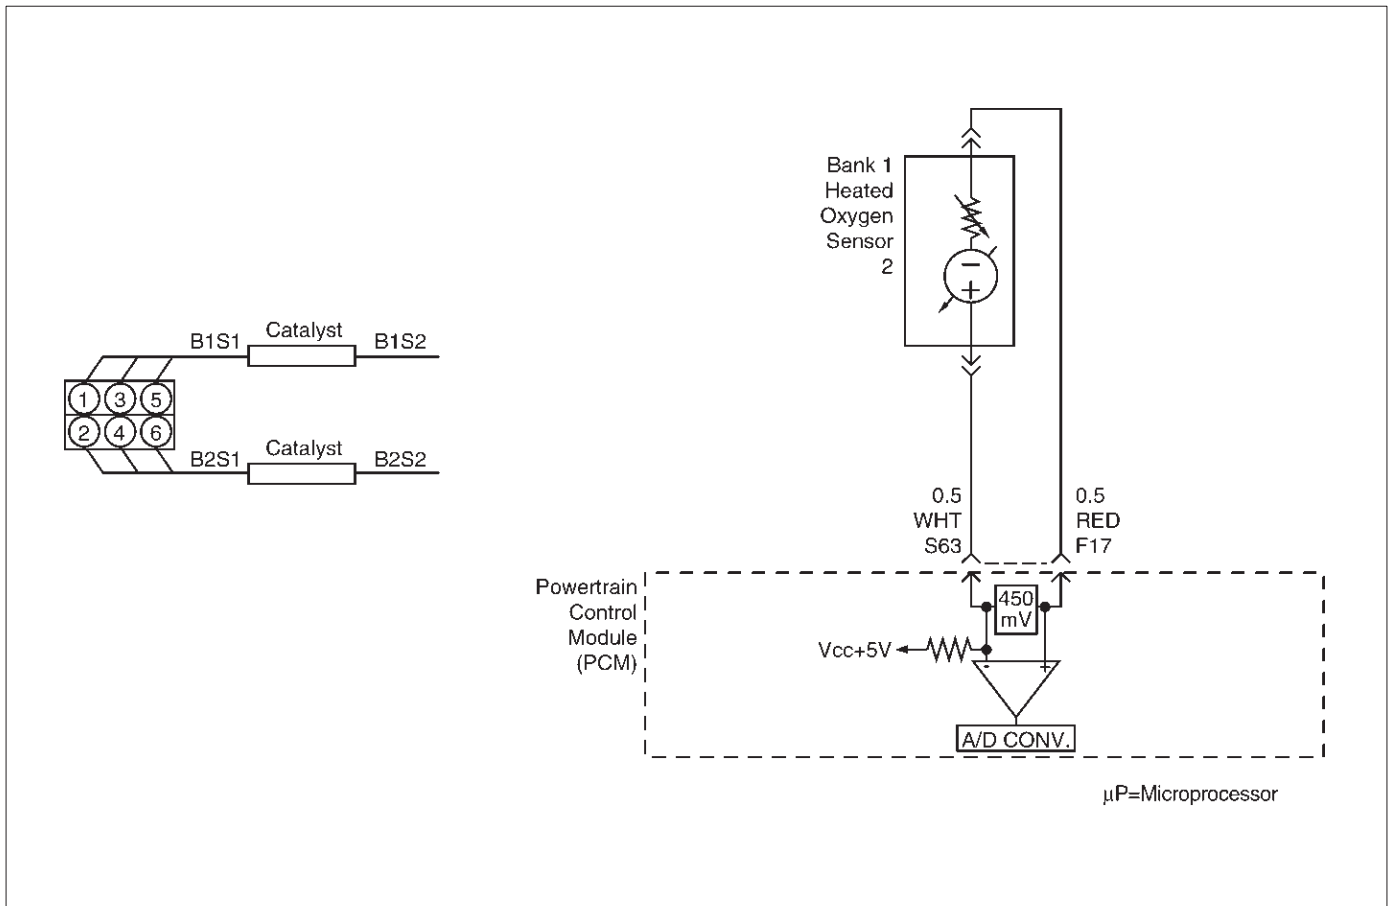 Bank 1
Heated
Oxygen
Sensor
2
B1S1
Catalyst
B1S2
1
3
5
2
4
6
B2S1
Catalyst
B2S2
0.5
WHT
S63
0.5
RED
F17
Powertrain
Control
Module
(PCM)
450
mV
Vcc+5V
- +
A/D CONV.
μP=Microprocessor